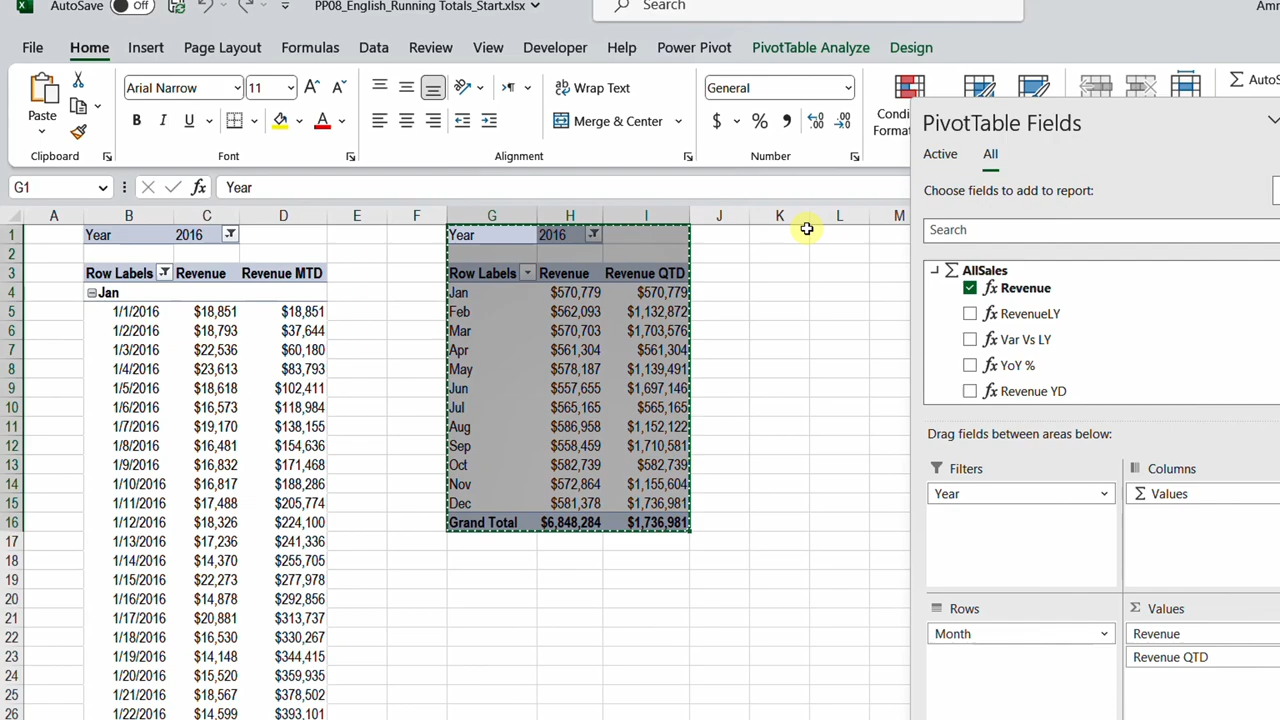 AutoSave Off PP08_English_Running Totals_Start.xlsx Search
File Home Insert Page Layout Formulas Data Review View Developer Help Power Pivot PivotTable Analyze Design
Arial Narrow 11 Wrap Text General
Paste B I U Merge & Center $ %
Clipboard Font Alignment Number
G1 fx Year
A B C D E F G H I J K L M
1 Year 2016 Year 2016
2
3 Row Labels Revenue Revenue MTD Row Labels Revenue Revenue QTD
4 Jan Jan $570,779 $570,779
5 1/1/2016 $18,851 $18,851 Feb $562,093 $1,132,872
6 1/2/2016 $18,793 $37,644 Mar $570,703 $1,703,576
7 1/3/2016 $22,536 $60,180 Apr $561,304 $561,304
8 1/4/2016 $23,613 $83,793 May $578,187 $1,139,491
9 1/5/2016 $18,618 $102,411 Jun $557,655 $1,697,146
10 1/6/2016 $16,573 $118,984 Jul $565,165 $565,165
11 1/7/2016 $19,170 $138,155 Aug $586,958 $1,152,122
12 1/8/2016 $16,481 $154,636 Sep $558,459 $1,710,581
13 1/9/2016 $16,832 $171,468 Oct $582,739 $582,739
14 1/10/2016 $16,817 $188,286 Nov $572,864 $1,155,604
15 1/11/2016 $17,488 $205,774 Dec $581,378 $1,736,981
16 1/12/2016 $18,326 $224,100 Grand Total $6,848,284 $1,736,981
17 1/13/2016 $17,236 $241,336
18 1/14/2016 $14,370 $255,705
19 1/15/2016 $22,273 $277,978
20 1/16/2016 $14,878 $292,856
21 1/17/2016 $20,881 $313,737
22 1/18/2016 $16,530 $330,267
23 1/19/2016 $14,148 $344,415
24 1/20/2016 $15,520 $359,935
25 1/21/2016 $18,567 $378,502
26 1/22/2016 $14,599 $393,101
PivotTable Fields
Active All
Choose fields to add to report:
Search
AllSales
fx Revenue
fx RevenueLY
fx Var Vs LY
fx YoY %
fx Revenue YD
Drag fields between areas below:
Filters Columns
Year Σ Values
Rows Σ Values
Month Revenue
Revenue QTD